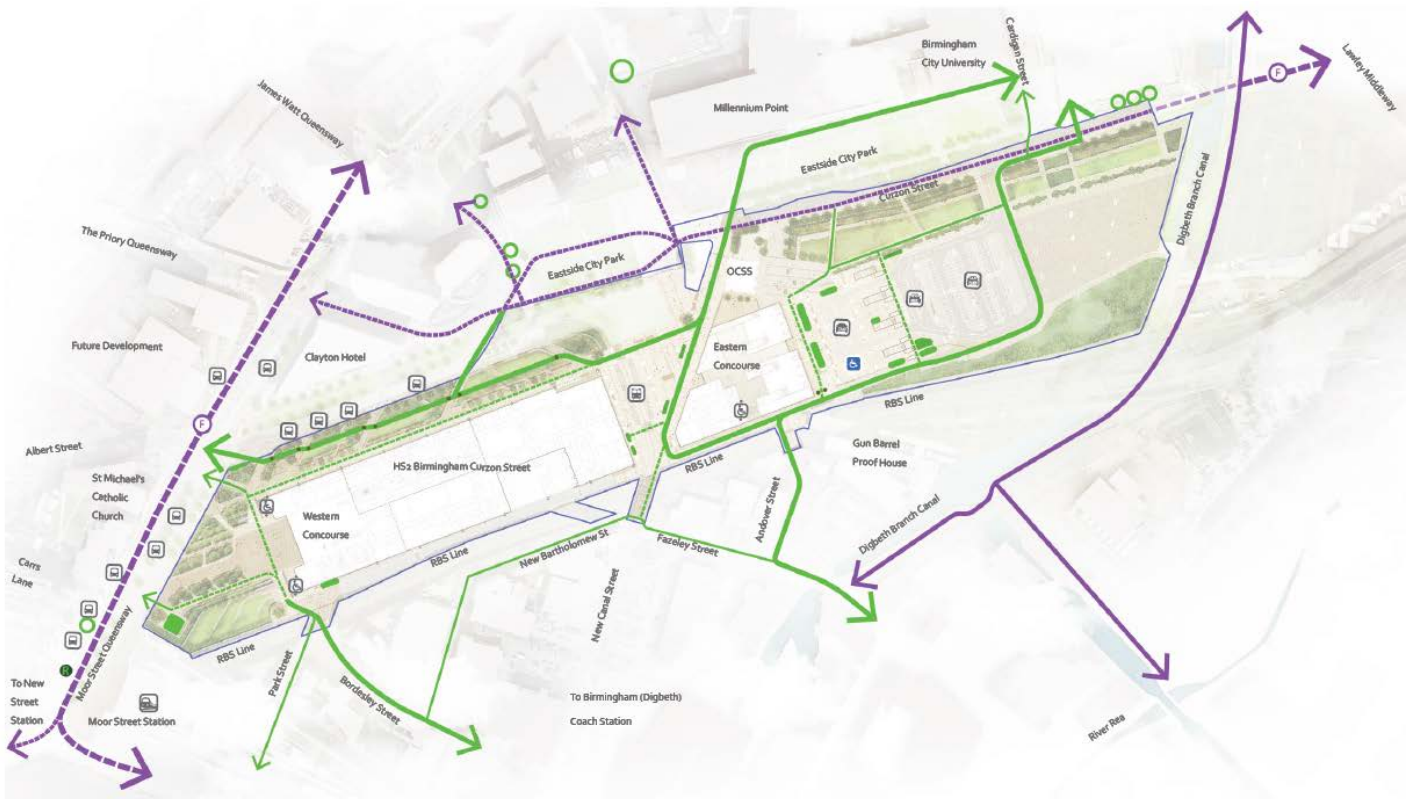 Cardigan Street
Birmingham
City University
F
Lawley Middleway
James Watt Queensway
Millennium Point
Eastside City Park
Curzon Street
Digbeth Branch Canal
The Priory Queensway
Eastside City Park
OCSS
Future Development
Clayton Hotel
Eastern
Concourse
F
RBS Line
Albert Street
HS2 Birmingham Curzon Street
RBS Line
Gun Barrel
Proof House
St Michael's
Catholic
Church
Western
Concourse
Andover Street
Digbeth Branch Canal
RBS Line
New Bartholomew St
Fazeley Street
Carrs
Lane
New Canal Street
Moor Street Queensway
RBS Line
R
Park Street
Bordesley Street
To New
Street
Station
Moor Street Station
To Birmingham (Digbeth)
Coach Station
River Rea